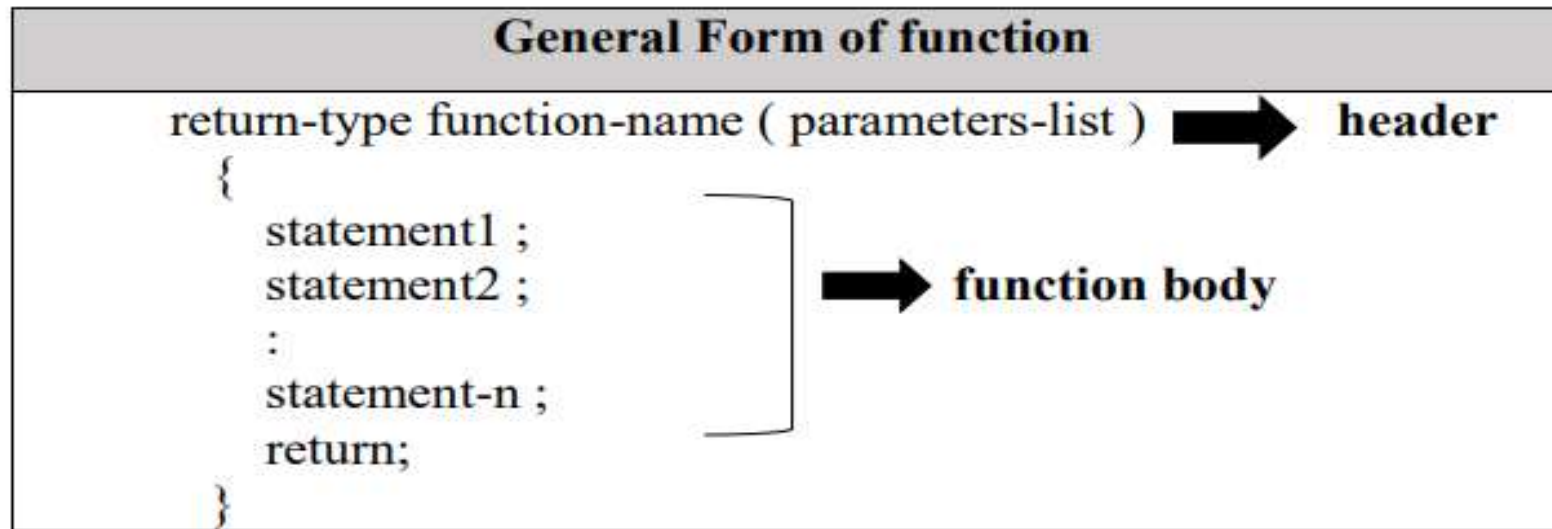 General Form of function
return-type function-name ( parameters-list ) header
{
statement1 ;
statement2 ;
function body
:
statement-n ;
return;
}